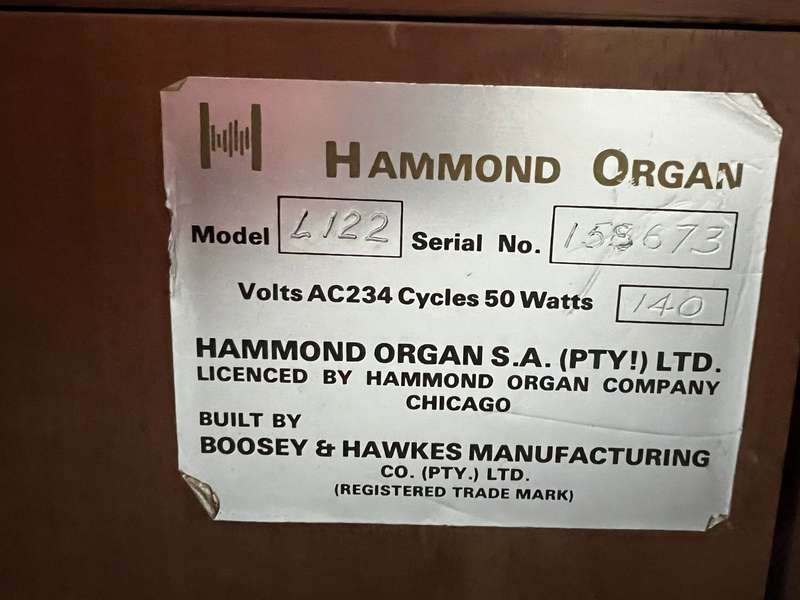 HAMMOND ORGAN
Model L122 Serial No. 158673
Volts AC234 Cycles 50 Watts 140
HAMMOND ORGAN S.A. (PTY!) LTD.
LICENCED BY HAMMOND ORGAN COMPANY
CHICAGO
BUILT BY
BOOSEY & HAWKES MANUFACTURING
CO. (PTY.) LTD.
(REGISTERED TRADE MARK)